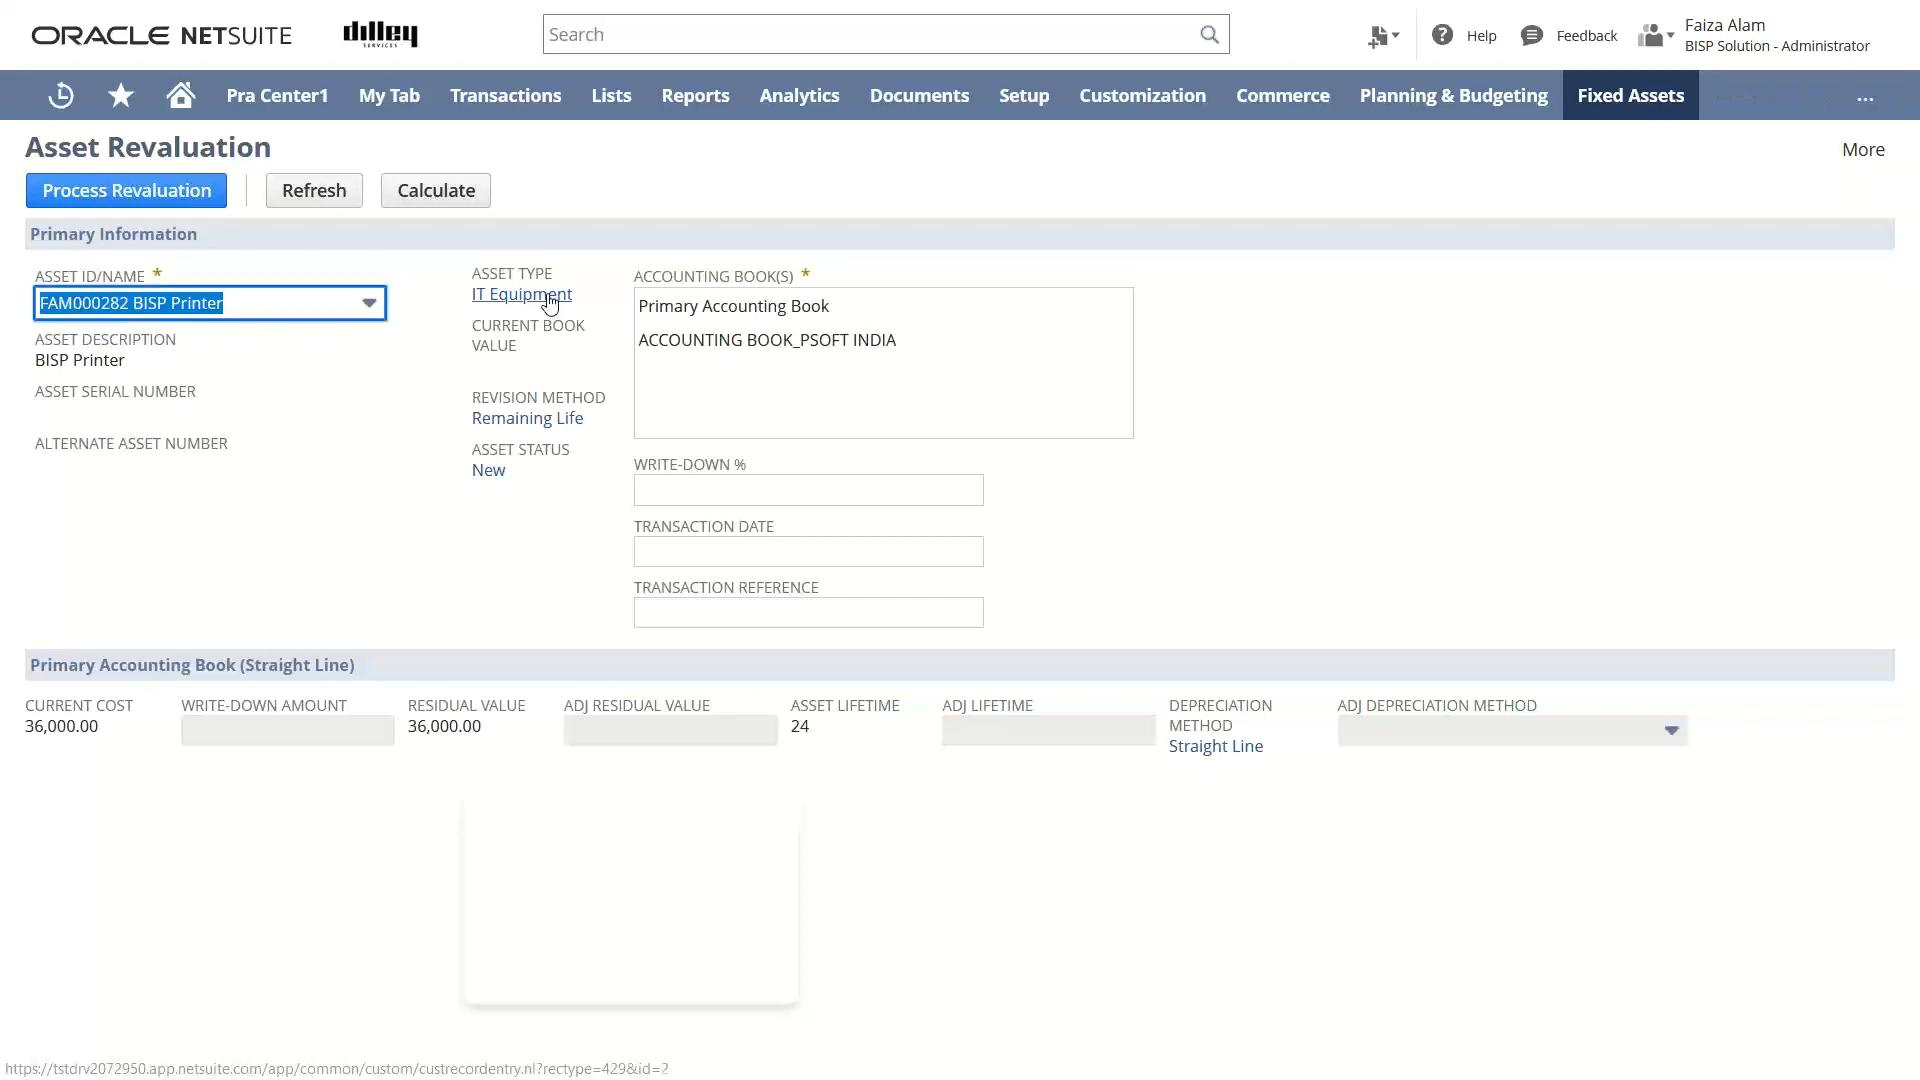 ORACLE NETSUITE
dilley
SERVICES
Search
Help
Feedback
Faiza Alam
BISP Solution - Administrator
Pra Center1 My Tab Transactions Lists Reports Analytics Documents Setup Customization Commerce Planning & Budgeting Fixed Assets ...
Asset Revaluation
More
Process Revaluation Refresh Calculate
Primary Information
ASSET ID/NAME *
FAM000282 BISP Printer
ASSET DESCRIPTION
BISP Printer
ASSET SERIAL NUMBER
ALTERNATE ASSET NUMBER
ASSET TYPE
IT Equipment
CURRENT BOOK
VALUE
REVISION METHOD
Remaining Life
ASSET STATUS
New
ACCOUNTING BOOK(S) *
Primary Accounting Book
ACCOUNTING BOOK_PSOFT INDIA
WRITE-DOWN %
TRANSACTION DATE
TRANSACTION REFERENCE
Primary Accounting Book (Straight Line)
CURRENT COST
36,000.00
WRITE-DOWN AMOUNT
RESIDUAL VALUE
36,000.00
ADJ RESIDUAL VALUE
ASSET LIFETIME
24
ADJ LIFETIME
DEPRECIATION
METHOD
Straight Line
ADJ DEPRECIATION METHOD
https://tstdrv2072950.app.netsuite.com/app/common/custom/custrecordentry.nl?rectype=429&id=2